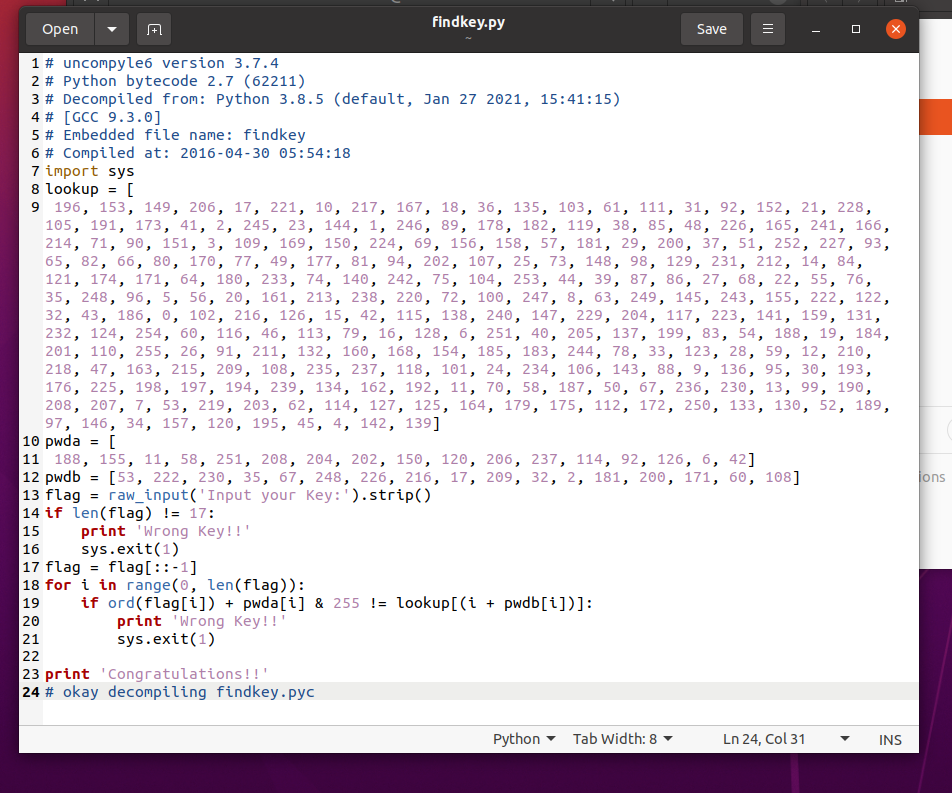 Open
findkey.py
~
Save
1 # uncompyle6 version 3.7.4
2 # Python bytecode 2.7 (62211)
3 # Decompiled from: Python 3.8.5 (default, Jan 27 2021, 15:41:15)
4 # [GCC 9.3.0]
5 # Embedded file name: findkey
6 # Compiled at: 2016-04-30 05:54:18
7 import sys
8 lookup = [
9  196, 153, 149, 206, 17, 221, 10, 217, 167, 18, 36, 135, 103, 61, 111, 31, 92, 152, 21, 228,
105, 191, 173, 41, 2, 245, 23, 144, 1, 246, 89, 178, 182, 119, 38, 85, 48, 226, 165, 241, 166,
214, 71, 90, 151, 3, 109, 169, 150, 224, 69, 156, 158, 57, 181, 29, 200, 37, 51, 252, 227, 93,
65, 82, 66, 80, 170, 77, 49, 177, 81, 94, 202, 107, 25, 73, 148, 98, 129, 231, 212, 14, 84,
121, 174, 171, 64, 180, 233, 74, 140, 242, 75, 104, 253, 44, 39, 87, 86, 27, 68, 22, 55, 76,
35, 248, 96, 5, 56, 20, 161, 213, 238, 220, 72, 100, 247, 8, 63, 249, 145, 243, 155, 222, 122,
32, 43, 186, 0, 102, 216, 126, 15, 42, 115, 138, 240, 147, 229, 204, 117, 223, 141, 159, 131,
232, 124, 254, 60, 116, 46, 113, 79, 16, 128, 6, 251, 40, 205, 137, 199, 83, 54, 188, 19, 184,
201, 110, 255, 26, 91, 211, 132, 160, 168, 154, 185, 183, 244, 78, 33, 123, 28, 59, 12, 210,
218, 47, 163, 215, 209, 108, 235, 237, 118, 101, 24, 234, 106, 143, 88, 9, 136, 95, 30, 193,
176, 225, 198, 197, 194, 239, 134, 162, 192, 11, 70, 58, 187, 50, 67, 236, 230, 13, 99, 190,
208, 207, 7, 53, 219, 203, 62, 114, 127, 125, 164, 179, 175, 112, 172, 250, 133, 130, 52, 189,
97, 146, 34, 157, 120, 195, 45, 4, 142, 139]
10 pwda = [
11  188, 155, 11, 58, 251, 208, 204, 202, 150, 120, 206, 237, 114, 92, 126, 6, 42]
12 pwdb = [53, 222, 230, 35, 67, 248, 226, 216, 17, 209, 32, 2, 181, 200, 171, 60, 108]
13 flag = raw_input('Input your Key:').strip()
14 if len(flag) != 17:
15     print 'Wrong Key!!'
16     sys.exit(1)
17 flag = flag[::-1]
18 for i in range(0, len(flag)):
19     if ord(flag[i]) + pwda[i] & 255 != lookup[(i + pwdb[i])]:
20         print 'Wrong Key!!'
21         sys.exit(1)
22
23 print 'Congratulations!!'
24 # okay decompiling findkey.pyc
ions
Python Tab Width: 8 Ln 24, Col 31 INS